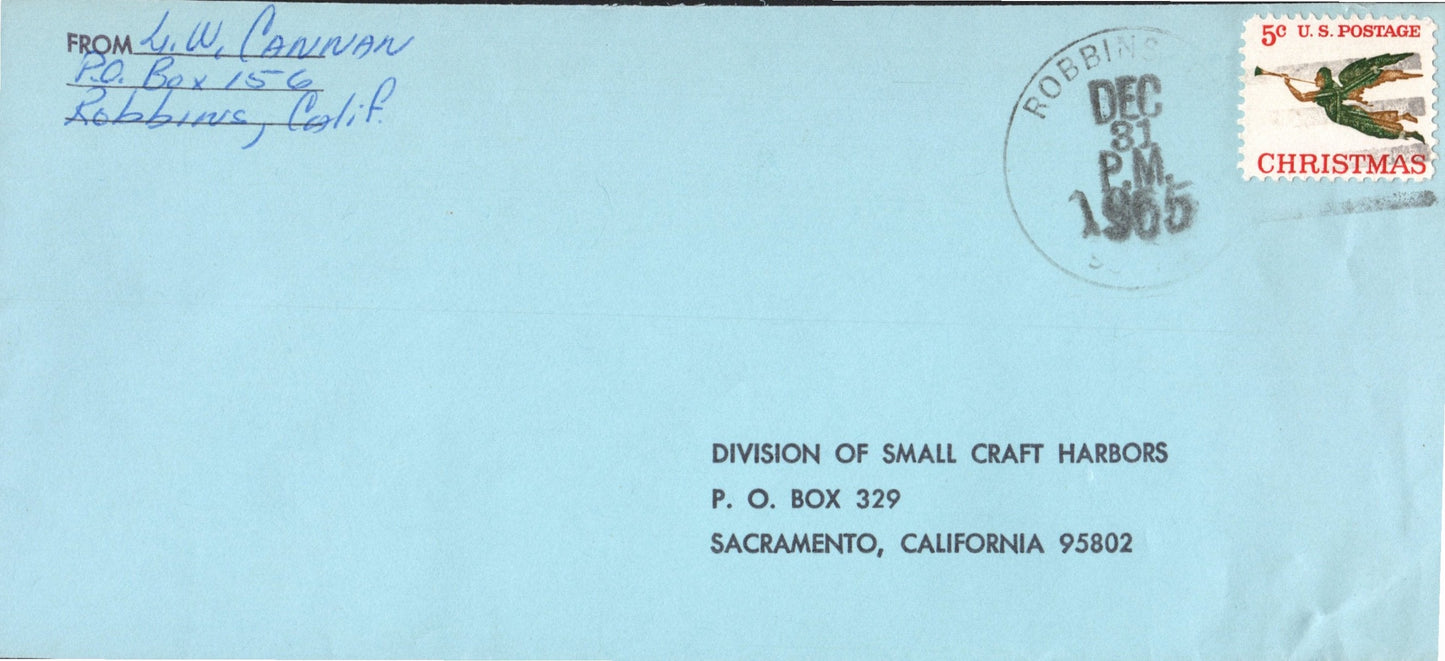 FROM L. W. CANNAN
P.O. Box 156
Robbins, Calif.
ROBBINS
DEC
31
P.M.
1965
5c U.S. POSTAGE
CHRISTMAS
DIVISION OF SMALL CRAFT HARBORS
P. O. BOX 329
SACRAMENTO, CALIFORNIA 95802